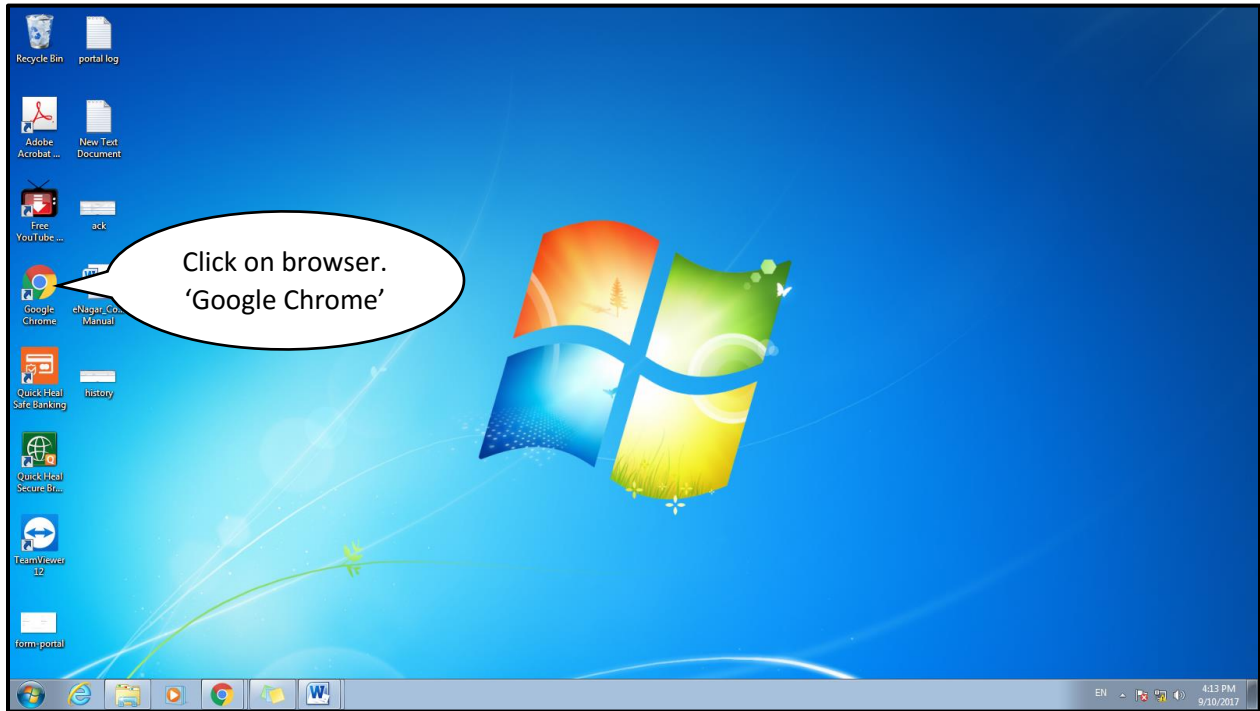 Recycle Bin
portal log
Adobe
Acrobat ...
New Text
Document
Free
YouTube ...
ack
Click on browser.
‘Google Chrome’
Google
Chrome
eNagar_Co...
Manual
Quick Heal
Safe Banking
history
Quick Heal
Secure Br...
TeamViewer
12
form-portal
EN
4:13 PM
9/10/2017